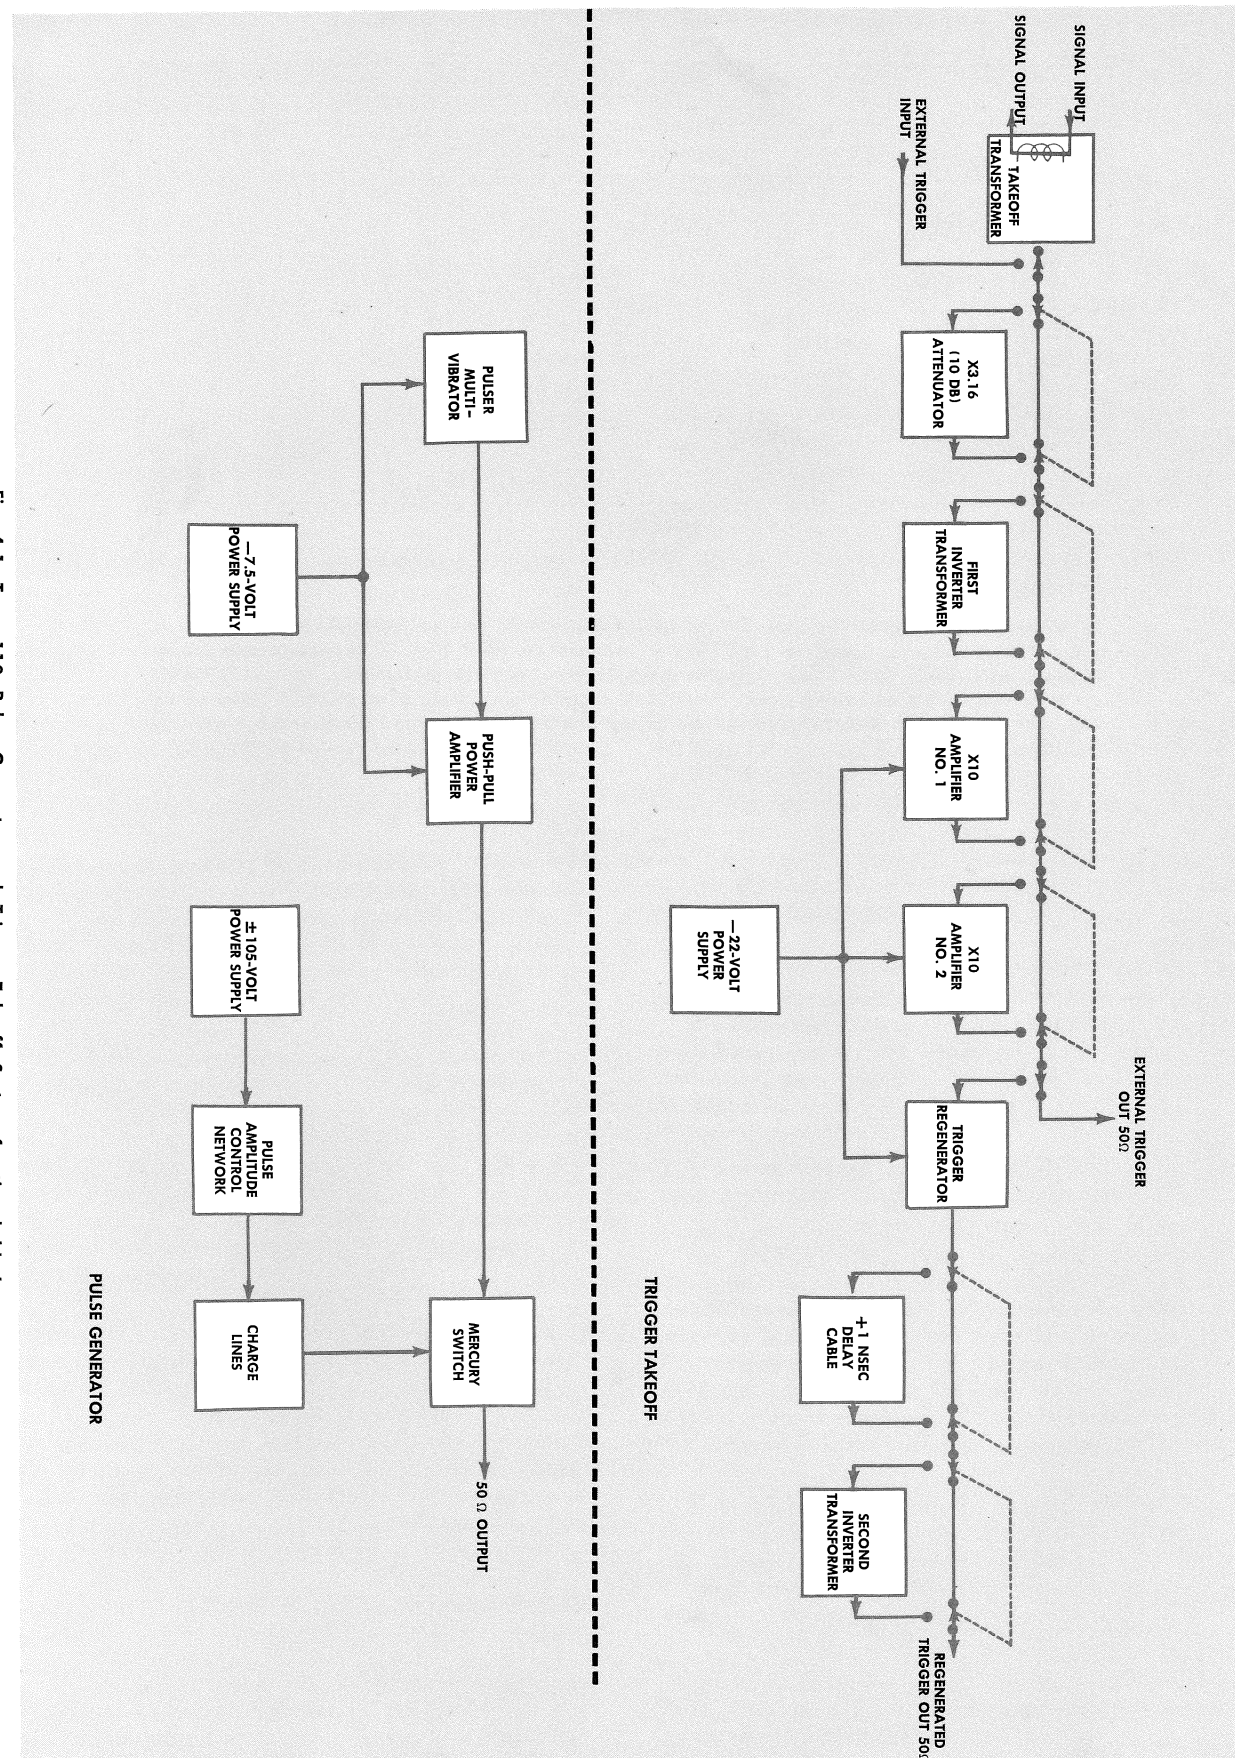 SIGNAL INPUT
SIGNAL OUTPUT
TAKEOFF
TRANSFORMER
EXTERNAL TRIGGER
INPUT
X3.16
(10 DB)
ATTENUATOR
FIRST
INVERTER
TRANSFORMER
X10
AMPLIFIER
NO. 1
X10
AMPLIFIER
NO. 2
EXTERNAL TRIGGER
OUT 50Ω
TRIGGER
REGENERATOR
—22-VOLT
POWER
SUPPLY
+1 NSEC
DELAY
CABLE
SECOND
INVERTER
TRANSFORMER
REGENERATED
TRIGGER OUT 50Ω
TRIGGER TAKEOFF
PULSER
MULTI-
VIBRATOR
PUSH-PULL
POWER
AMPLIFIER
MERCURY
SWITCH
50 Ω OUTPUT
—7.5-VOLT
POWER SUPPLY
±105-VOLT
POWER SUPPLY
PULSE
AMPLITUDE
CONTROL
NETWORK
CHARGE
LINES
PULSE GENERATOR